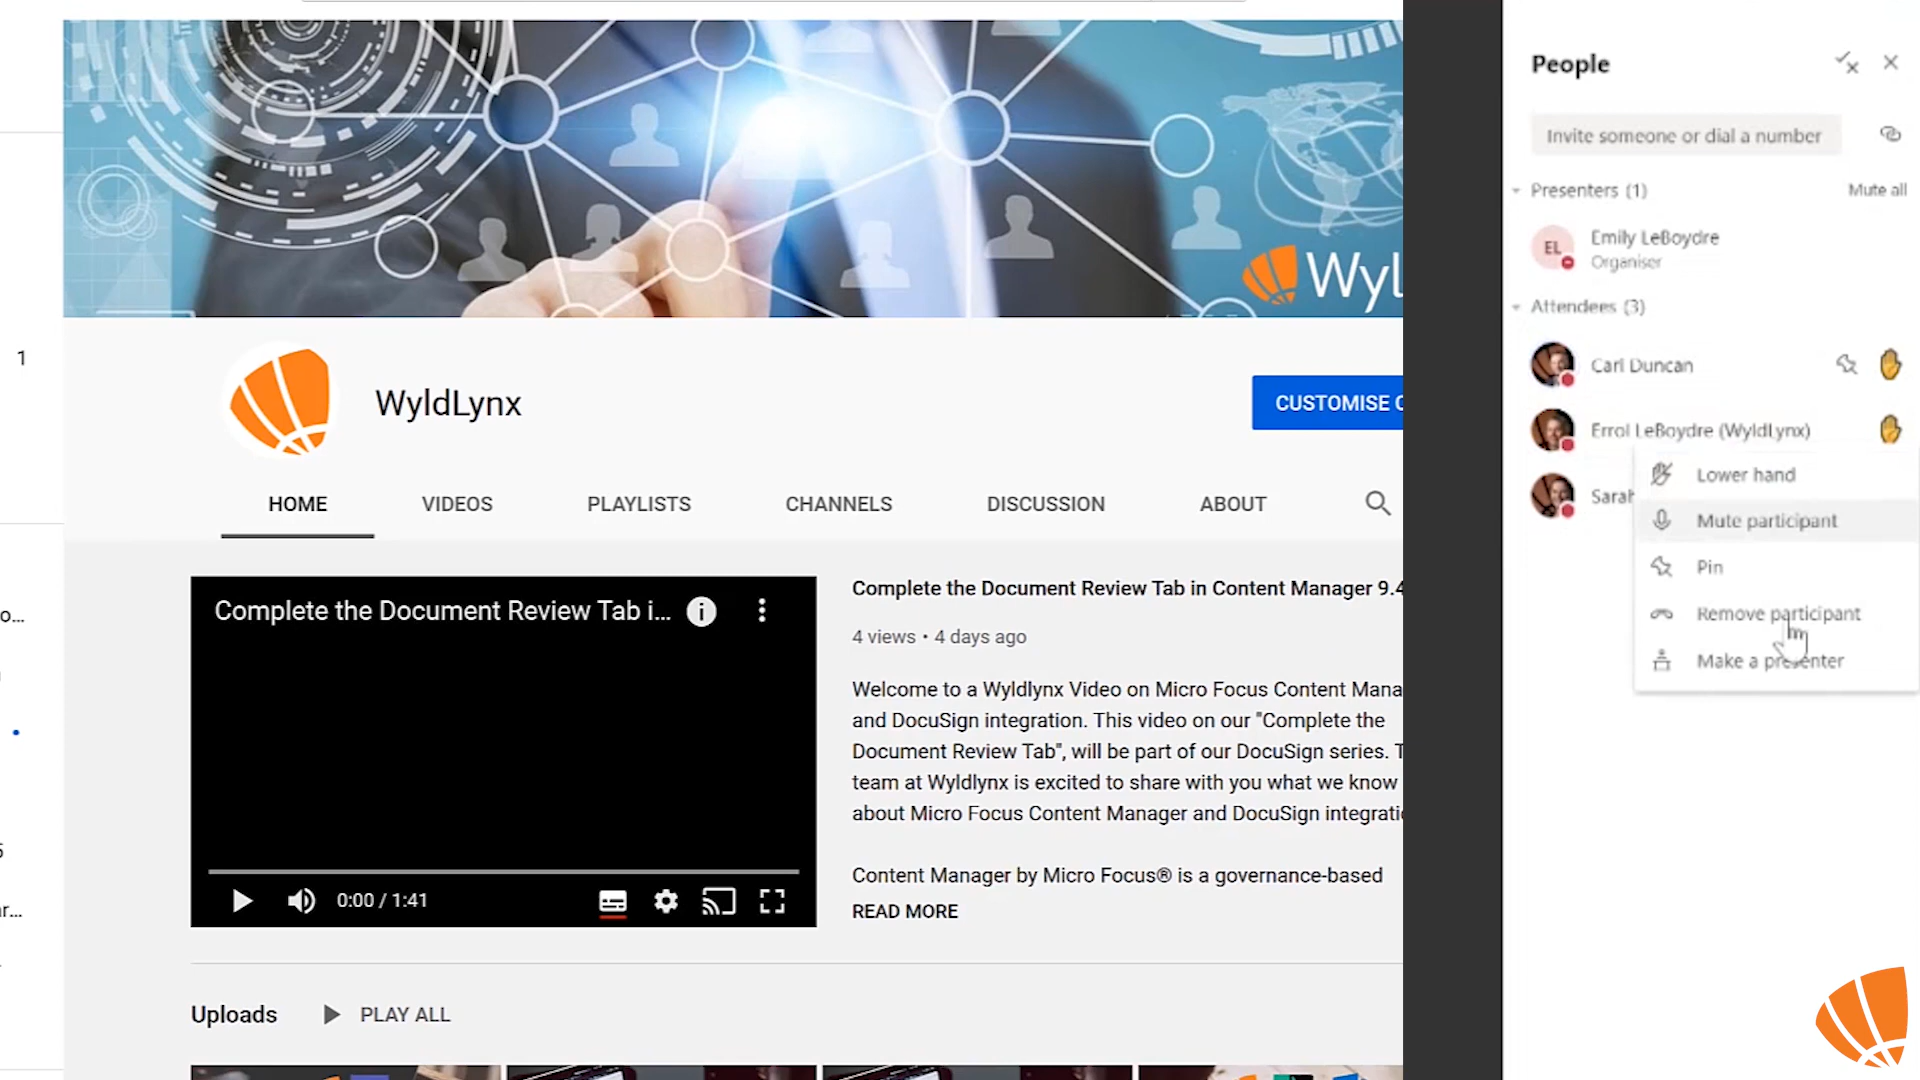 Wyl
WyldLynx
CUSTOMISE C
HOME
VIDEOS
PLAYLISTS
CHANNELS
DISCUSSION
ABOUT
1
Complete the Document Review Tab i...
0:00 / 1:41
Complete the Document Review Tab in Content Manager 9.4
4 views • 4 days ago
Welcome to a Wyldlynx Video on Micro Focus Content Mana
and DocuSign integration. This video on our "Complete the
Document Review Tab", will be part of our DocuSign series. T
team at Wyldlynx is excited to share with you what we know
about Micro Focus Content Manager and DocuSign integrati
Content Manager by Micro Focus® is a governance-based
READ MORE
Uploads
PLAY ALL
o...
5
r...
People
Invite someone or dial a number
Presenters (1)
Mute all
EL
Emily LeBoydre
Organiser
Attendees (3)
Carl Duncan
Errol LeBoydre (WyldLynx)
Sarah
Lower hand
Mute participant
Pin
Remove participant
Make a presenter